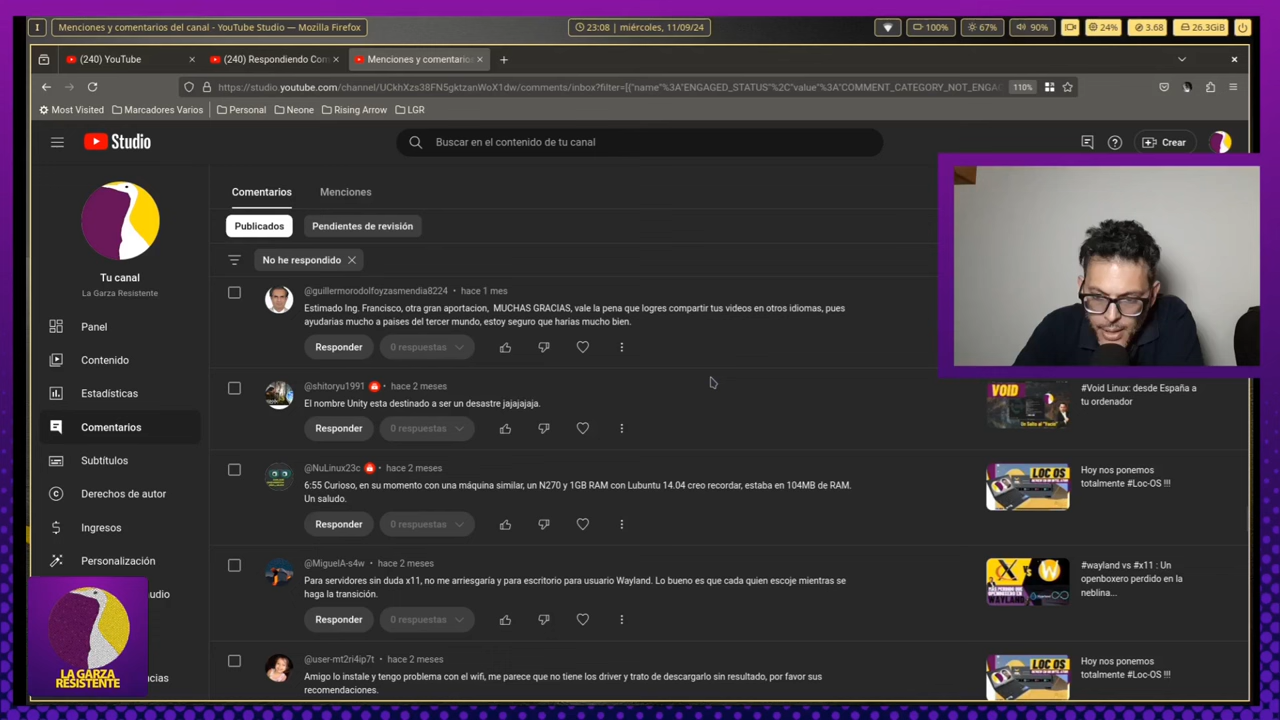 I
Menciones y comentarios del canal - YouTube Studio — Mozilla Firefox
23:08 | miércoles, 11/09/24
100%
67%
90%
24%
3.68
26.3GiB
(240) YouTube
(240) Respondiendo Com
Menciones y comentario
https://studio.youtube.com/channel/UCkhXzs38FN5gktzanWoX1dw/comments/inbox?filter=[{"name"%3A"ENGAGED_STATUS"%2C"value"%3A"COMMENT_CATEGORY_NOT_ENGA
110%
Most Visited
Marcadores Varios
Personal
Neone
Rising Arrow
LGR
Studio
Buscar en el contenido de tu canal
Crear
Comentarios
Menciones
Publicados
Pendientes de revisión
No he respondido
Tu canal
La Garza Resistente
Panel
Contenido
Estadísticas
Comentarios
Subtítulos
Derechos de autor
Ingresos
Personalización
LA GARZA
RESISTENTE
@guillermorodolfoyzasmendia8224 • hace 1 mes
Estimado Ing. Francisco, otra gran aportacion, MUCHAS GRACIAS, vale la pena que logres compartir tus videos en otros idiomas, pues
ayudarias mucho a paises del tercer mundo, estoy seguro que harias mucho bien.
Responder
0 respuestas
@shitoryu1991 • hace 2 meses
El nombre Unity esta destinado a ser un desastre jajajajaja.
Responder
0 respuestas
VOID
#Void Linux: desde España a
tu ordenador
@NuLinux23c • hace 2 meses
6:55 Curioso, en su momento con una máquina similar, un N270 y 1GB RAM con Lubuntu 14.04 creo recordar, estaba en 104MB de RAM.
Un saludo.
Responder
0 respuestas
LOC OS
Hoy nos ponemos
totalmente #Loc-OS !!!
@MiguelA-s4w • hace 2 meses
Para servidores sin duda x11, no me arriesgaría y para escritorio para usuario Wayland. Lo bueno es que cada quien escoje mientras se
haga la transición.
Responder
0 respuestas
#wayland vs #x11 : Un
openboxero perdido en la
neblina...
@user-mt2ri4ip7t • hace 2 meses
Amigo lo instale y tengo problema con el wifi, me parece que no tiene los driver y trato de descargarlo sin resultado, por favor sus
recomendaciones.
LOC OS
Hoy nos ponemos
totalmente #Loc-OS !!!